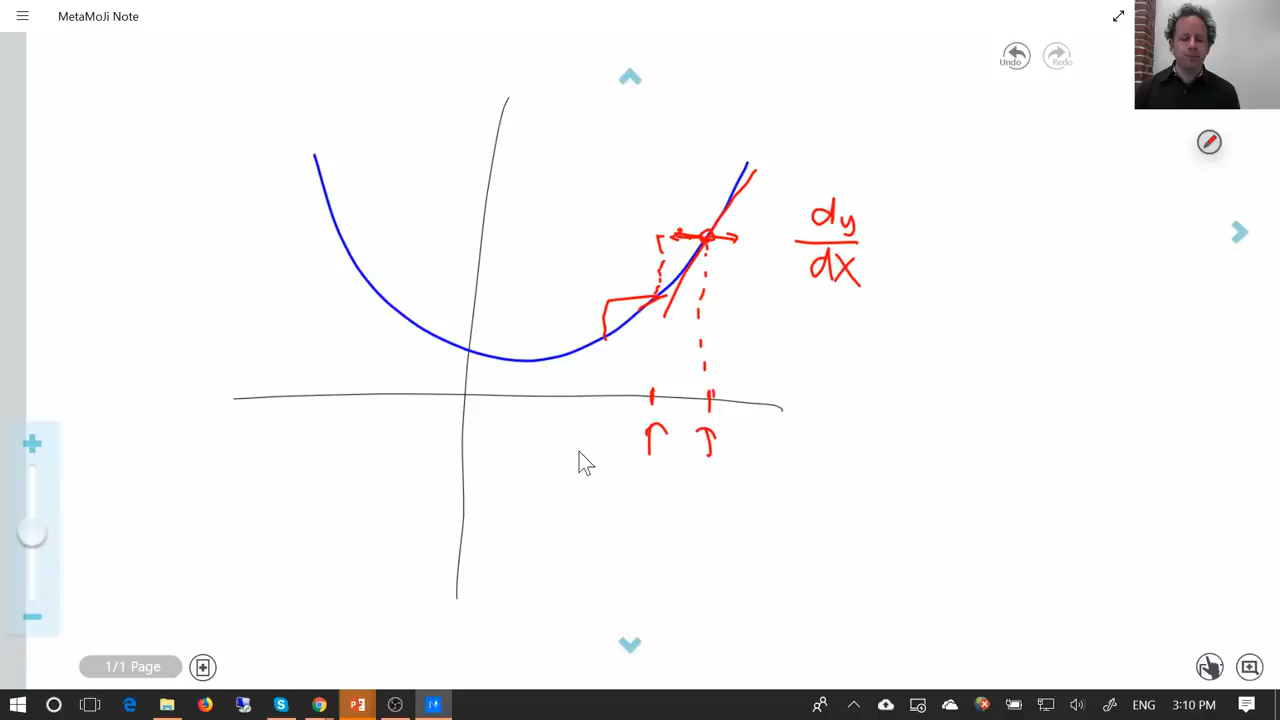 MetaMoJi Note
Undo
Redo
dy
dx
1/1 Page
ENG
3:10 PM